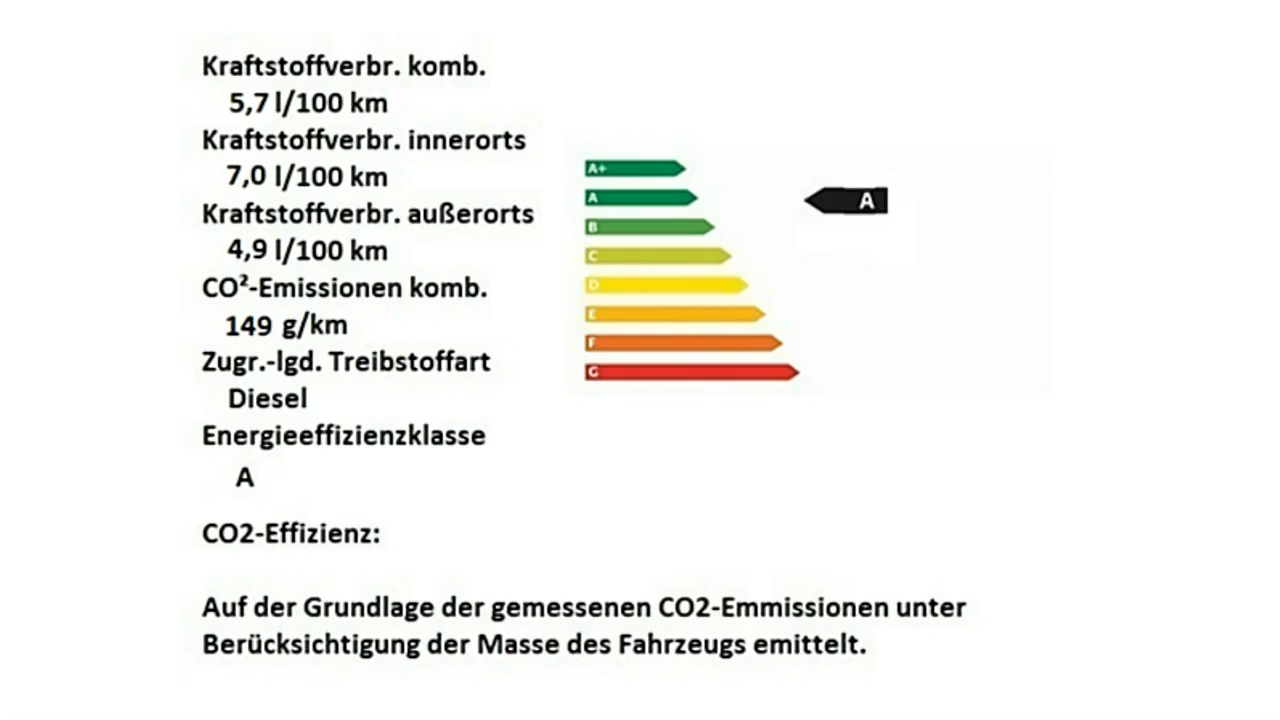 Kraftstoffverbr. komb.
5,7 l/100 km
Kraftstoffverbr. innerorts
7,0 l/100 km
Kraftstoffverbr. außerorts
4,9 l/100 km
CO²-Emissionen komb.
149 g/km
Zugr.-lgd. Treibstoffart
Diesel
Energieeffizienzklasse
A
CO2-Effizienz:
Auf der Grundlage der gemessenen CO2-Emmissionen unter
Berücksichtigung der Masse des Fahrzeugs emittelt.
A+
A
A
B
C
D
E
F
G